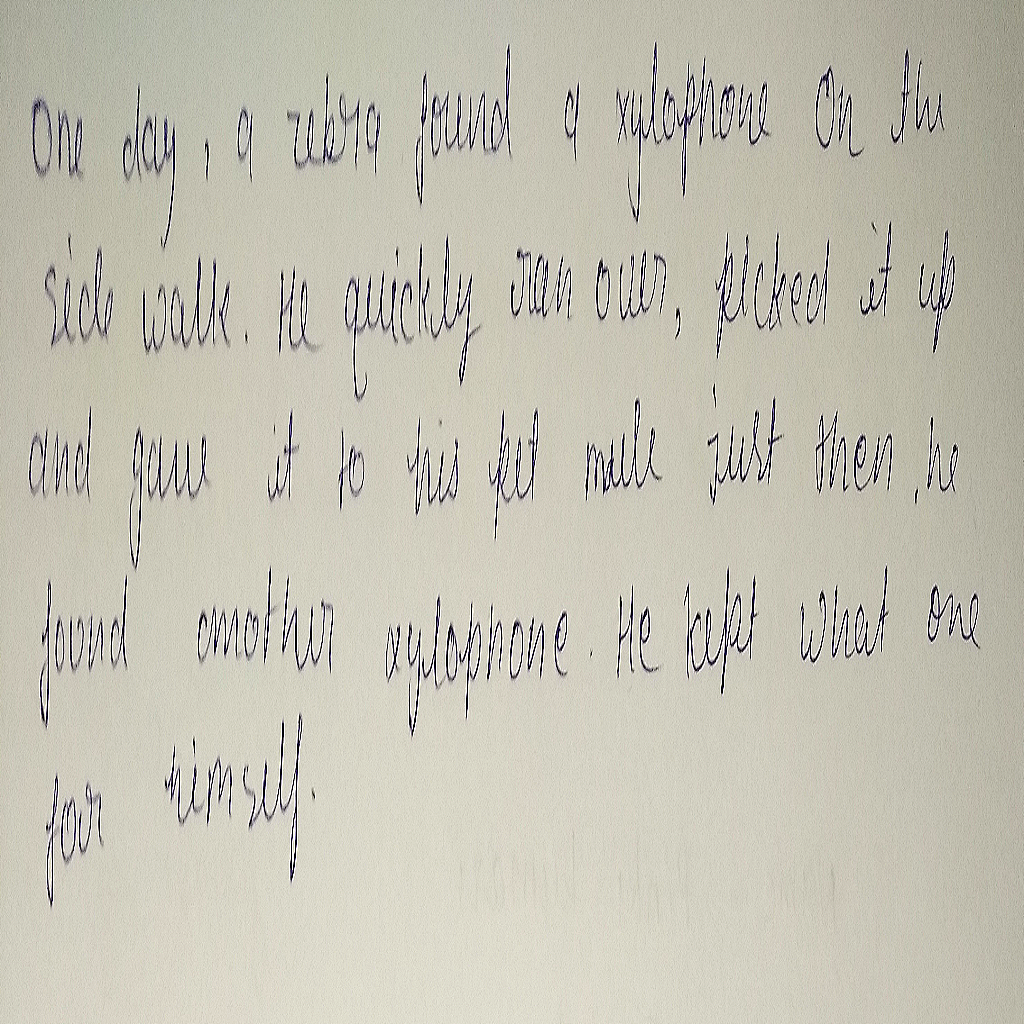 One day, a zebra found a xylophone on the
side walk. He quickly ran over, picked it up
and gave it to his pet mule just then, he
found another xylophone. He kept what one
for himself.